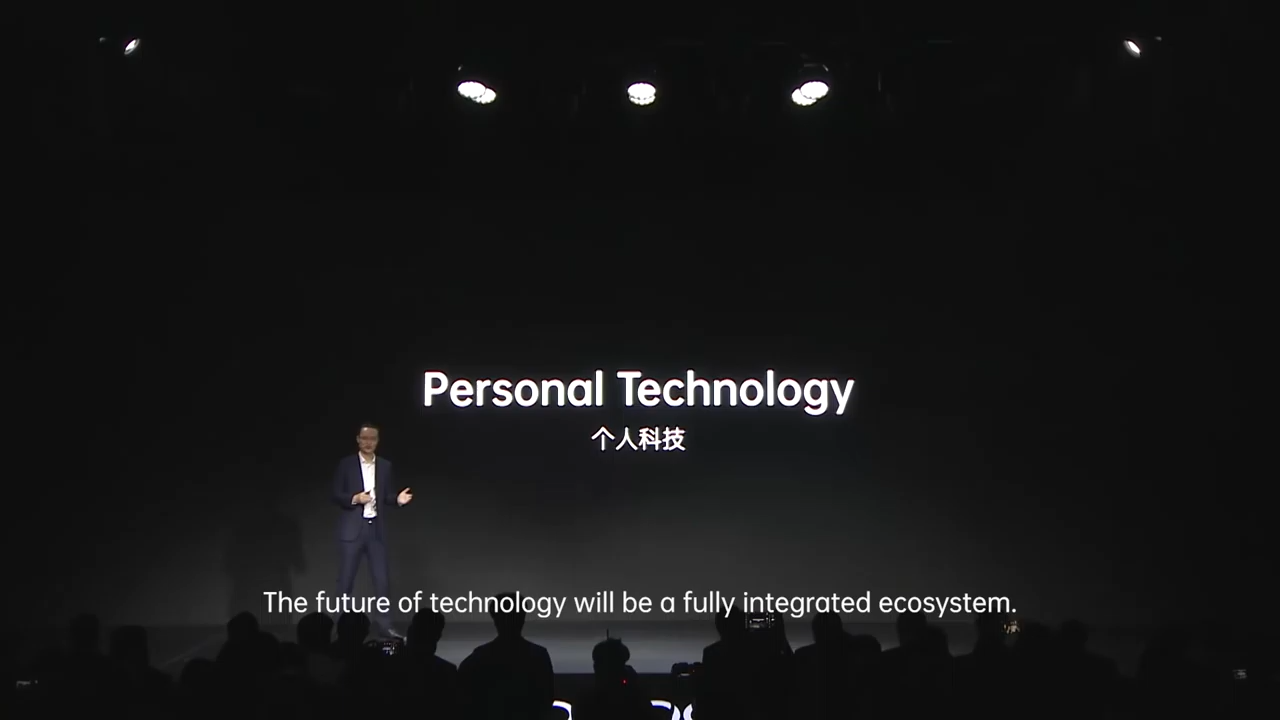 Personal Technology
个人科技
The future of technology will be a fully integrated ecosystem.